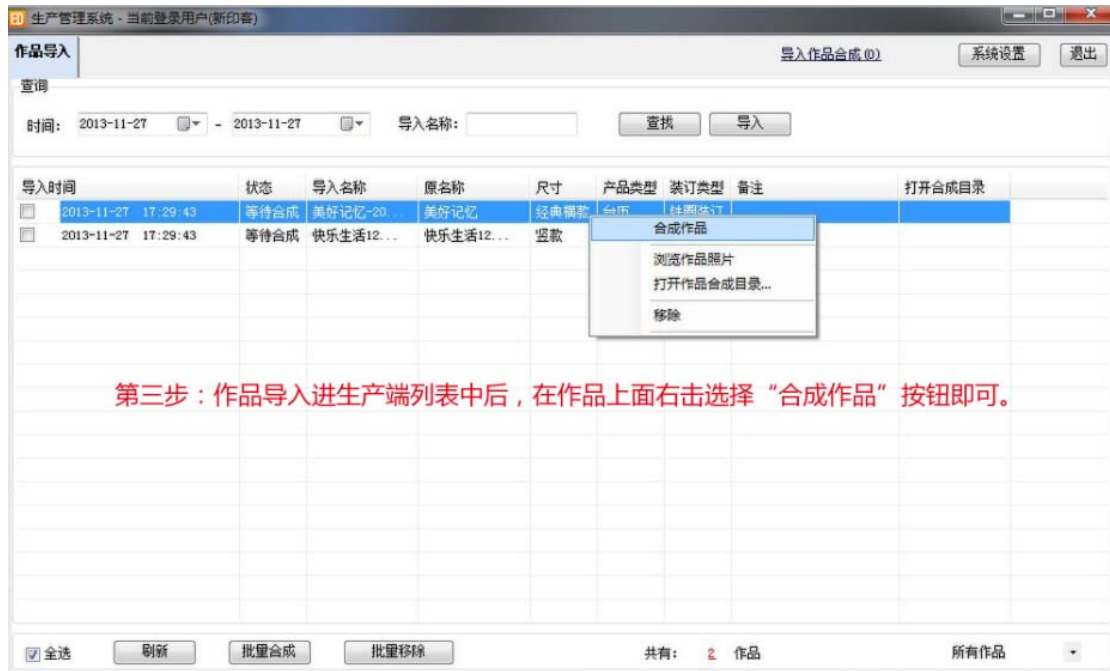 生产管理系统 - 当前登录用户(新印客)
作品导入 导入作品合成(0) 系统设置 退出
查询
时间: 2013-11-27 - 2013-11-27 导入名称: 查找 导入
导入时间 状态 导入名称 原名称 尺寸 产品类型 装订类型 备注 打开合成目录
2013-11-27 17:29:43 等待合成 美好记忆-20... 美好记忆 经典横款 台历 铁圈装订
合成作品
2013-11-27 17:29:43 等待合成 快乐生活12... 快乐生活12... 竖款
浏览作品照片
打开作品合成目录...
移除
第三步:作品导入进生产端列表中后,在作品上面右击选择“合成作品”按钮即可。
全选 刷新 批量合成 批量移除 共有: 2 作品 所有作品